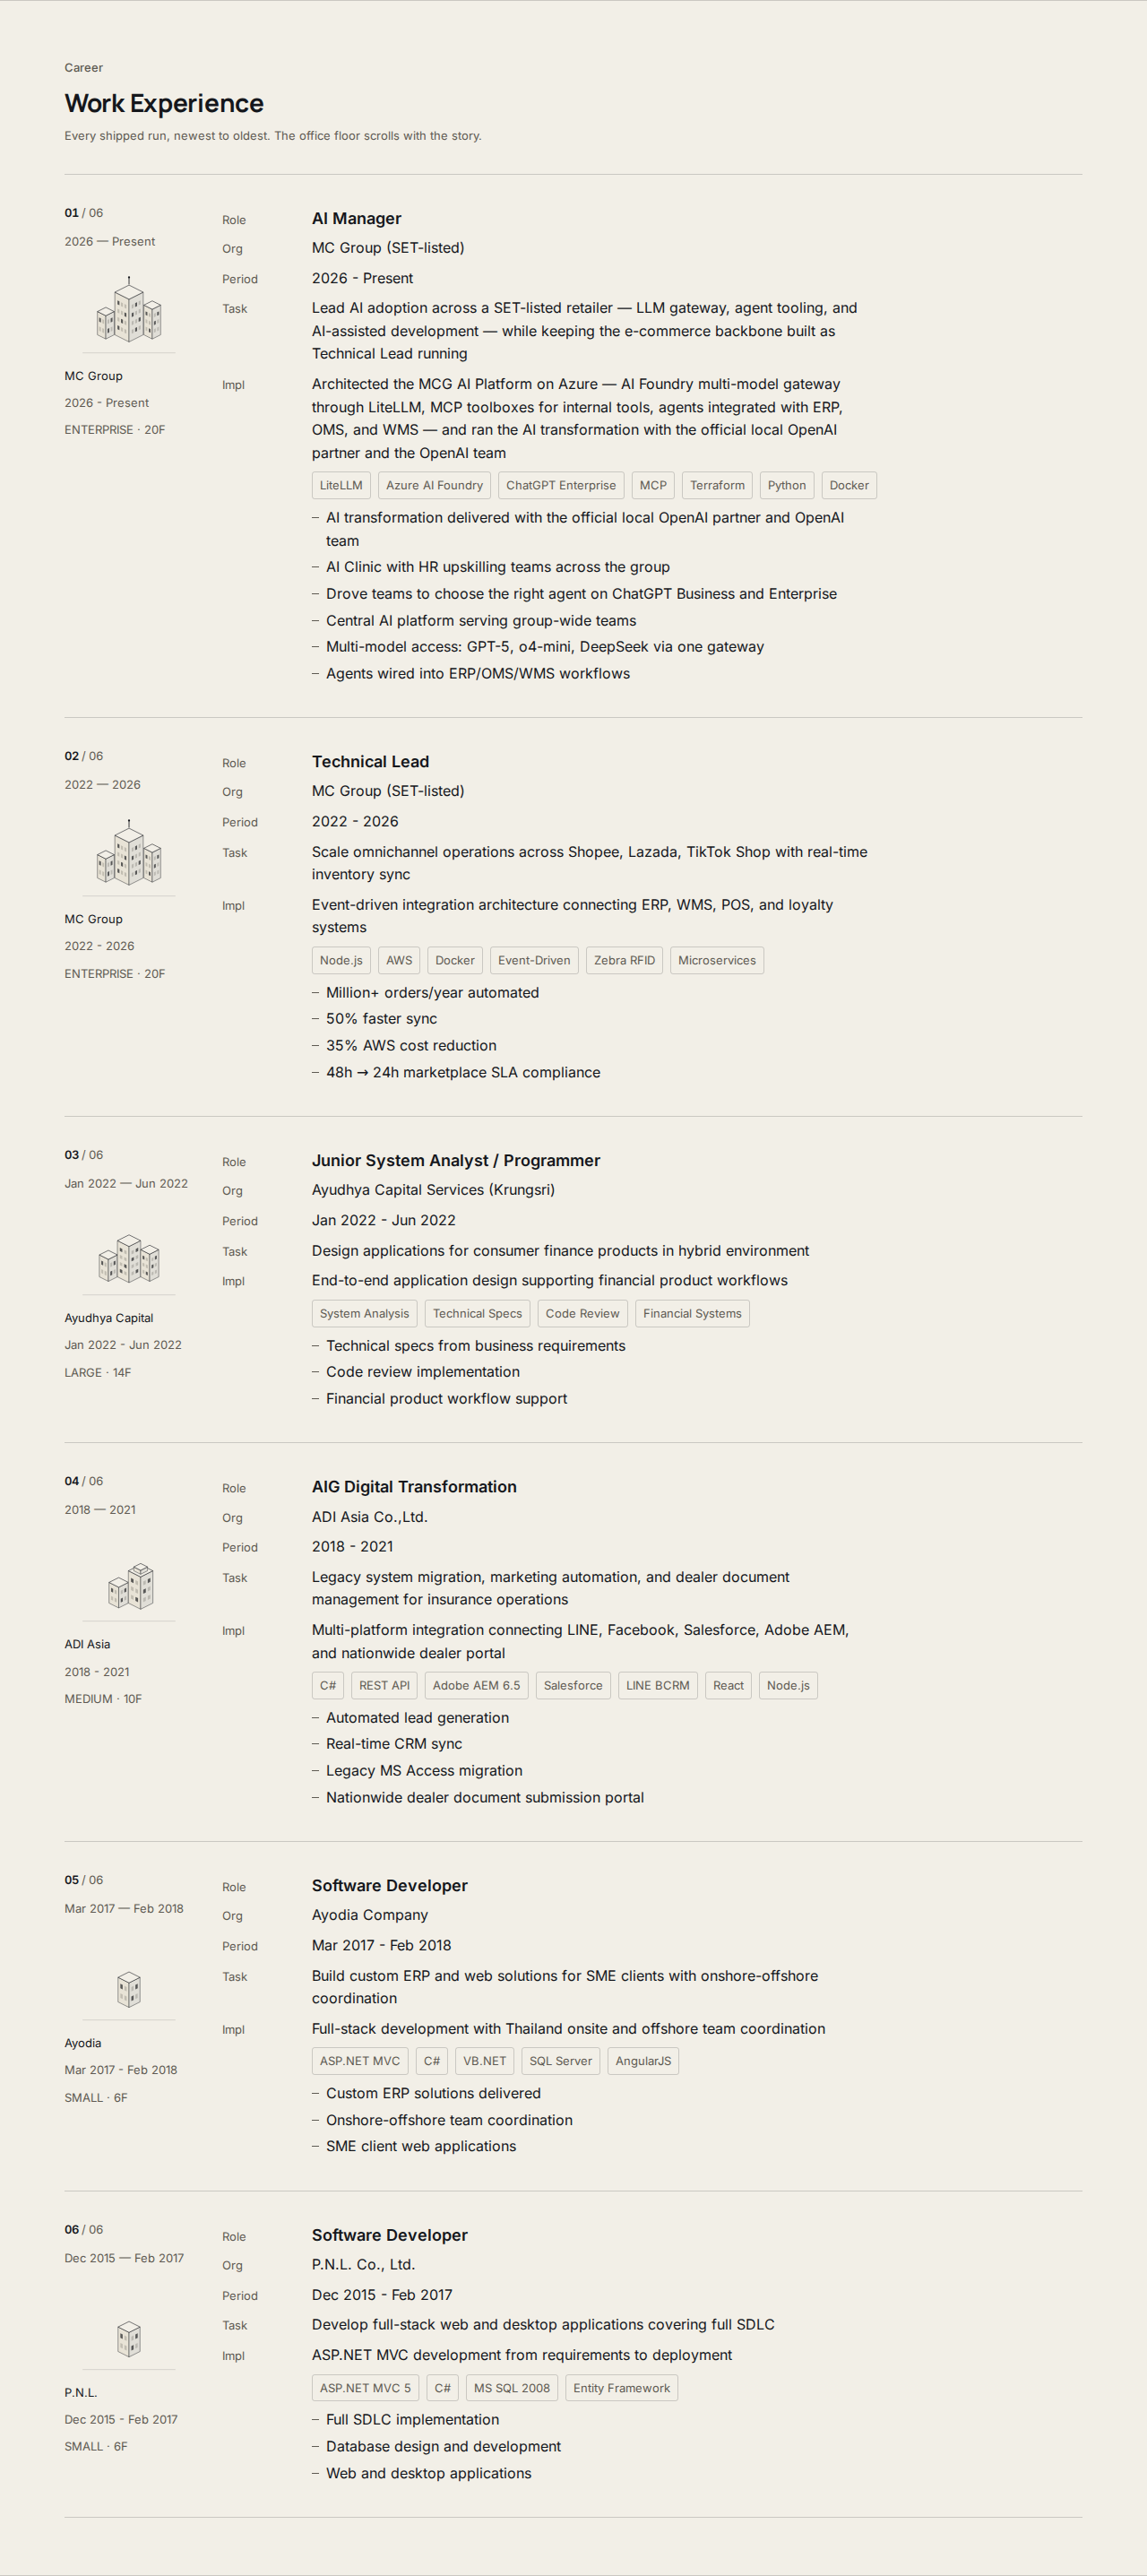 Career
Work Experience
Every shipped run, newest to oldest. The office floor scrolls with the story.
01 / 06
2026 — Present
MC Group
2026 - Present
ENTERPRISE · 20F
Role
AI Manager
Org
MC Group (SET-listed)
Period
2026 - Present
Task
Lead AI adoption across a SET-listed retailer — LLM gateway, agent tooling, and
AI-assisted development — while keeping the e-commerce backbone built as
Technical Lead running
Impl
Architected the MCG AI Platform on Azure — AI Foundry multi-model gateway
through LiteLLM, MCP toolboxes for internal tools, agents integrated with ERP,
OMS, and WMS — and ran the AI transformation with the official local OpenAI
partner and the OpenAI team
LiteLLM Azure AI Foundry ChatGPT Enterprise MCP Terraform Python Docker
– AI transformation delivered with the official local OpenAI partner and OpenAI
team
– AI Clinic with HR upskilling teams across the group
– Drove teams to choose the right agent on ChatGPT Business and Enterprise
– Central AI platform serving group-wide teams
– Multi-model access: GPT-5, o4-mini, DeepSeek via one gateway
– Agents wired into ERP/OMS/WMS workflows
02 / 06
2022 — 2026
MC Group
2022 - 2026
ENTERPRISE · 20F
Role
Technical Lead
Org
MC Group (SET-listed)
Period
2022 - 2026
Task
Scale omnichannel operations across Shopee, Lazada, TikTok Shop with real-time
inventory sync
Impl
Event-driven integration architecture connecting ERP, WMS, POS, and loyalty
systems
Node.js AWS Docker Event-Driven Zebra RFID Microservices
– Million+ orders/year automated
– 50% faster sync
– 35% AWS cost reduction
– 48h → 24h marketplace SLA compliance
03 / 06
Jan 2022 — Jun 2022
Ayudhya Capital
Jan 2022 - Jun 2022
LARGE · 14F
Role
Junior System Analyst / Programmer
Org
Ayudhya Capital Services (Krungsri)
Period
Jan 2022 - Jun 2022
Task
Design applications for consumer finance products in hybrid environment
Impl
End-to-end application design supporting financial product workflows
System Analysis Technical Specs Code Review Financial Systems
– Technical specs from business requirements
– Code review implementation
– Financial product workflow support
04 / 06
2018 — 2021
ADI Asia
2018 - 2021
MEDIUM · 10F
Role
AIG Digital Transformation
Org
ADI Asia Co.,Ltd.
Period
2018 - 2021
Task
Legacy system migration, marketing automation, and dealer document
management for insurance operations
Impl
Multi-platform integration connecting LINE, Facebook, Salesforce, Adobe AEM,
and nationwide dealer portal
C# REST API Adobe AEM 6.5 Salesforce LINE BCRM React Node.js
– Automated lead generation
– Real-time CRM sync
– Legacy MS Access migration
– Nationwide dealer document submission portal
05 / 06
Mar 2017 — Feb 2018
Ayodia
Mar 2017 - Feb 2018
SMALL · 6F
Role
Software Developer
Org
Ayodia Company
Period
Mar 2017 - Feb 2018
Task
Build custom ERP and web solutions for SME clients with onshore-offshore
coordination
Impl
Full-stack development with Thailand onsite and offshore team coordination
ASP.NET MVC C# VB.NET SQL Server AngularJS
– Custom ERP solutions delivered
– Onshore-offshore team coordination
– SME client web applications
06 / 06
Dec 2015 — Feb 2017
P.N.L.
Dec 2015 - Feb 2017
SMALL · 6F
Role
Software Developer
Org
P.N.L. Co., Ltd.
Period
Dec 2015 - Feb 2017
Task
Develop full-stack web and desktop applications covering full SDLC
Impl
ASP.NET MVC development from requirements to deployment
ASP.NET MVC 5 C# MS SQL 2008 Entity Framework
– Full SDLC implementation
– Database design and development
– Web and desktop applications